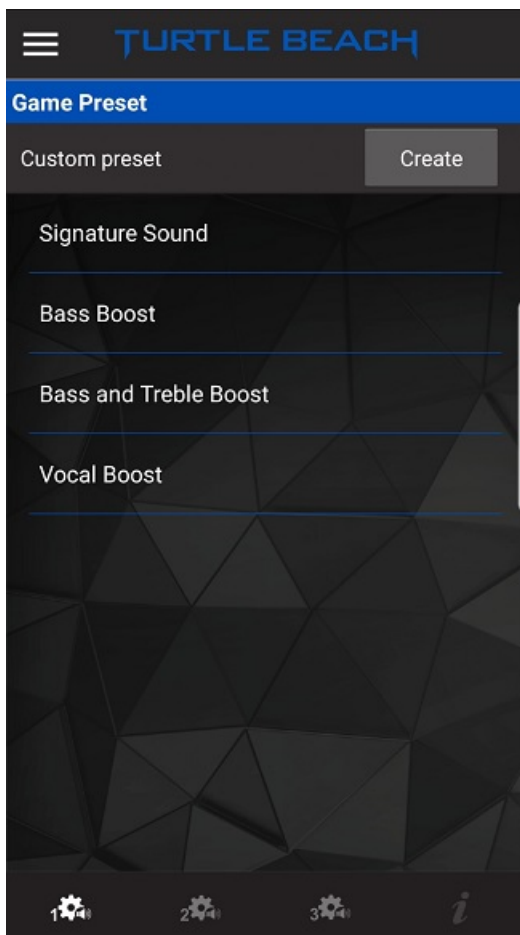 TURTLE BEACH
Game Preset
Custom preset Create
Signature Sound
Bass Boost
Bass and Treble Boost
Vocal Boost
1 2 3 i